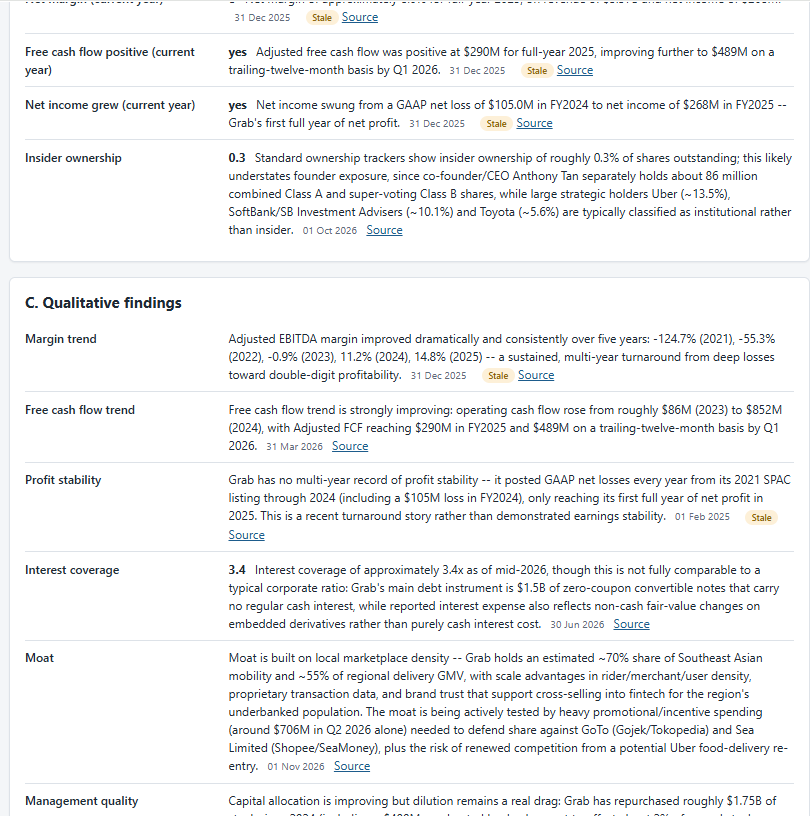 31 Dec 2025 Stale Source
Free cash flow positive (current year)
yes Adjusted free cash flow was positive at $290M for full-year 2025, improving further to $489M on a
trailing-twelve-month basis by Q1 2026. 31 Dec 2025 Stale Source
Net income grew (current year)
yes Net income swung from a GAAP net loss of $105.0M in FY2024 to net income of $268M in FY2025 --
Grab's first full year of net profit. 31 Dec 2025 Stale Source
Insider ownership
0.3 Standard ownership trackers show insider ownership of roughly 0.3% of shares outstanding; this likely
understates founder exposure, since co-founder/CEO Anthony Tan separately holds about 86 million
combined Class A and super-voting Class B shares, while large strategic holders Uber (~13.5%),
SoftBank/SB Investment Advisers (~10.1%) and Toyota (~5.6%) are typically classified as institutional rather
than insider. 01 Oct 2026 Source
C. Qualitative findings
Margin trend
Adjusted EBITDA margin improved dramatically and consistently over five years: -124.7% (2021), -55.3%
(2022), -0.9% (2023), 11.2% (2024), 14.8% (2025) -- a sustained, multi-year turnaround from deep losses
toward double-digit profitability. 31 Dec 2025 Stale Source
Free cash flow trend
Free cash flow trend is strongly improving: operating cash flow rose from roughly $86M (2023) to $852M
(2024), with Adjusted FCF reaching $290M in FY2025 and $489M on a trailing-twelve-month basis by Q1
2026. 31 Mar 2026 Source
Profit stability
Grab has no multi-year record of profit stability -- it posted GAAP net losses every year from its 2021 SPAC
listing through 2024 (including a $105M loss in FY2024), only reaching its first full year of net profit in
2025. This is a recent turnaround story rather than demonstrated earnings stability. 01 Feb 2025 Stale
Source
Interest coverage
3.4 Interest coverage of approximately 3.4x as of mid-2026, though this is not fully comparable to a
typical corporate ratio: Grab's main debt instrument is $1.5B of zero-coupon convertible notes that carry
no regular cash interest, while reported interest expense also reflects non-cash fair-value changes on
embedded derivatives rather than purely cash interest cost. 30 Jun 2026 Source
Moat
Moat is built on local marketplace density -- Grab holds an estimated ~70% share of Southeast Asian
mobility and ~55% of regional delivery GMV, with scale advantages in rider/merchant/user density,
proprietary transaction data, and brand trust that support cross-selling into fintech for the region's
underbanked population. The moat is being actively tested by heavy promotional/incentive spending
(around $706M in Q2 2026 alone) needed to defend share against GoTo (Gojek/Tokopedia) and Sea
Limited (Shopee/SeaMoney), plus the risk of renewed competition from a potential Uber food-delivery re-
entry. 01 Nov 2026 Source
Management quality
Capital allocation is improving but dilution remains a real drag: Grab has repurchased roughly $1.75B of